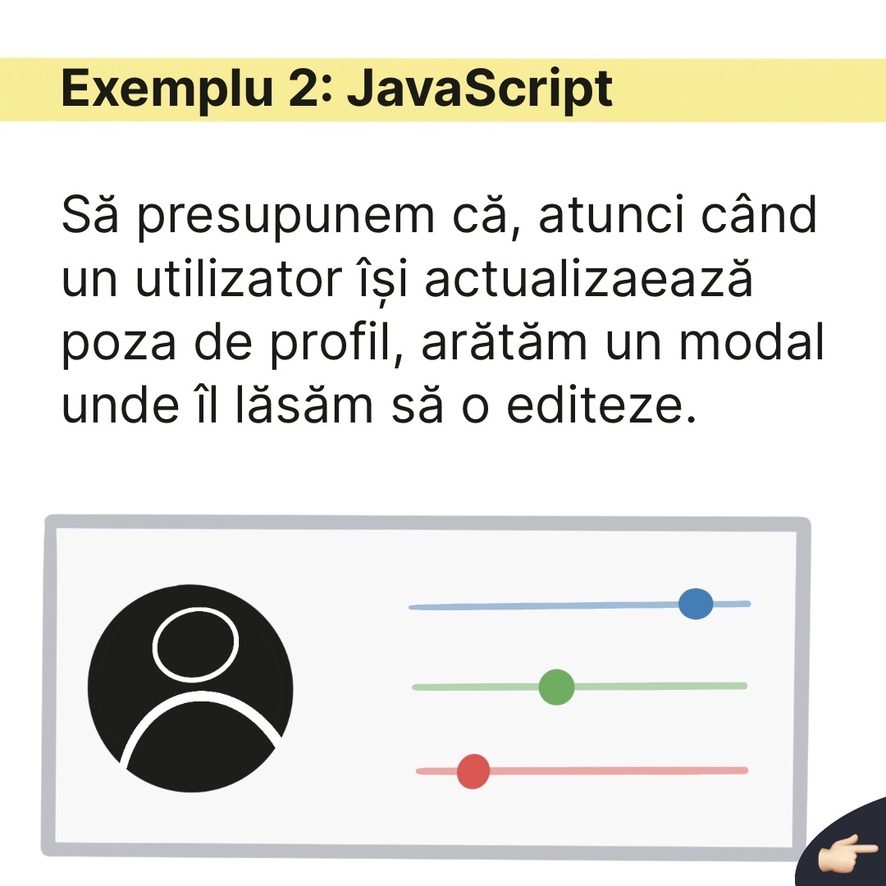 Exemplu 2: JavaScript
Să presupunem că, atunci când
un utilizator își actualizaează
poza de profil, arătăm un modal
unde îl lăsăm să o editeze.